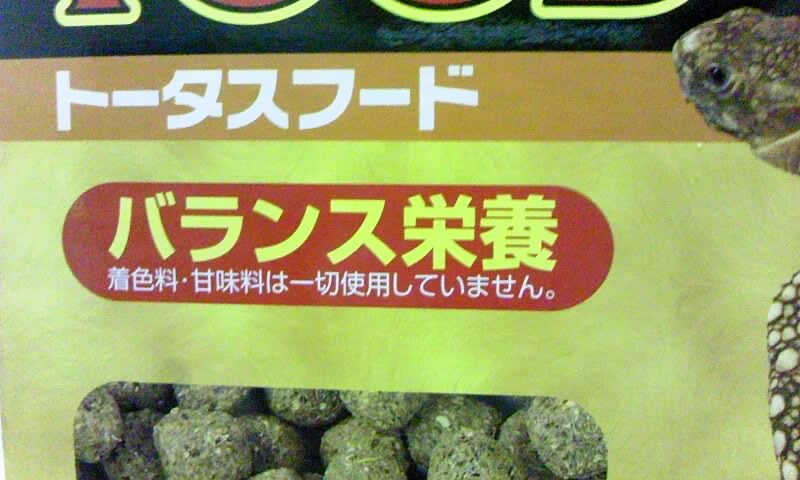 トータスフード
バランス栄養
着色料・甘味料は一切使用していません。